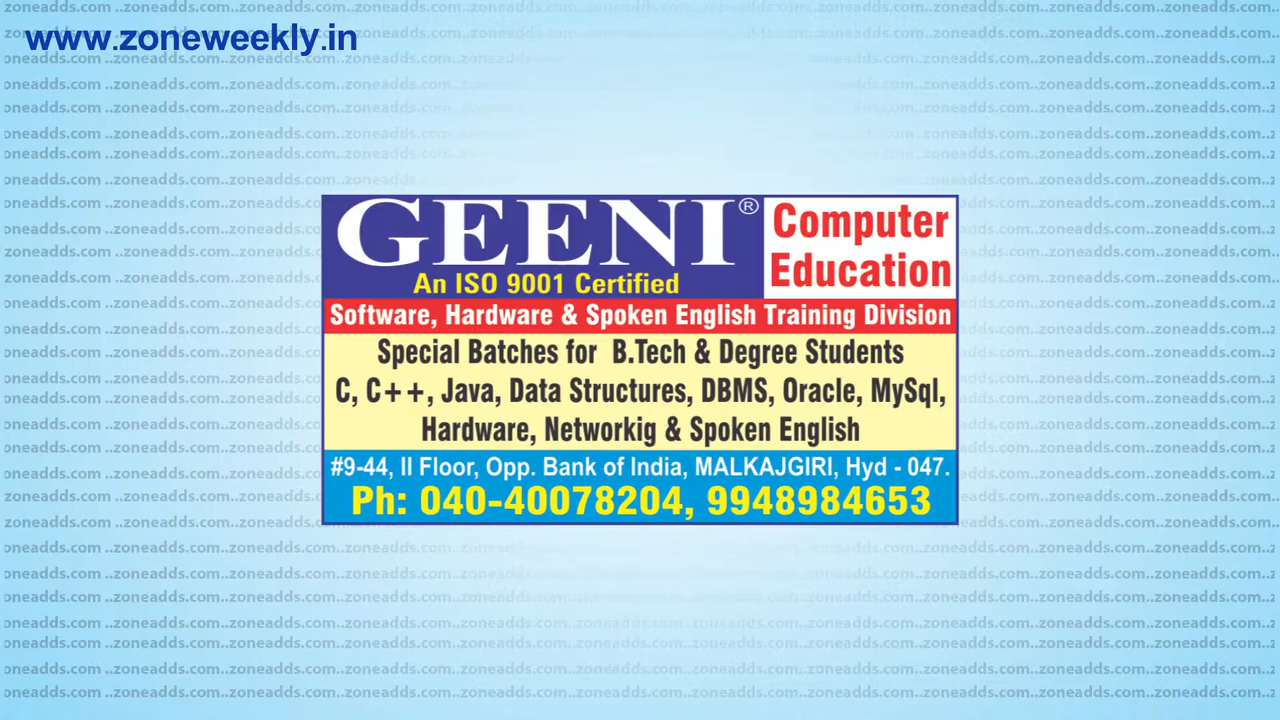 www.zoneweekly.in
GEENI®
An ISO 9001 Certified
Computer
Education
Software, Hardware & Spoken English Training Division
Special Batches for B.Tech & Degree Students
C, C++, Java, Data Structures, DBMS, Oracle, MySql,
Hardware, Networkig & Spoken English
#9-44, II Floor, Opp. Bank of India, MALKAJGIRI, Hyd - 047.
Ph: 040-40078204, 9948984653